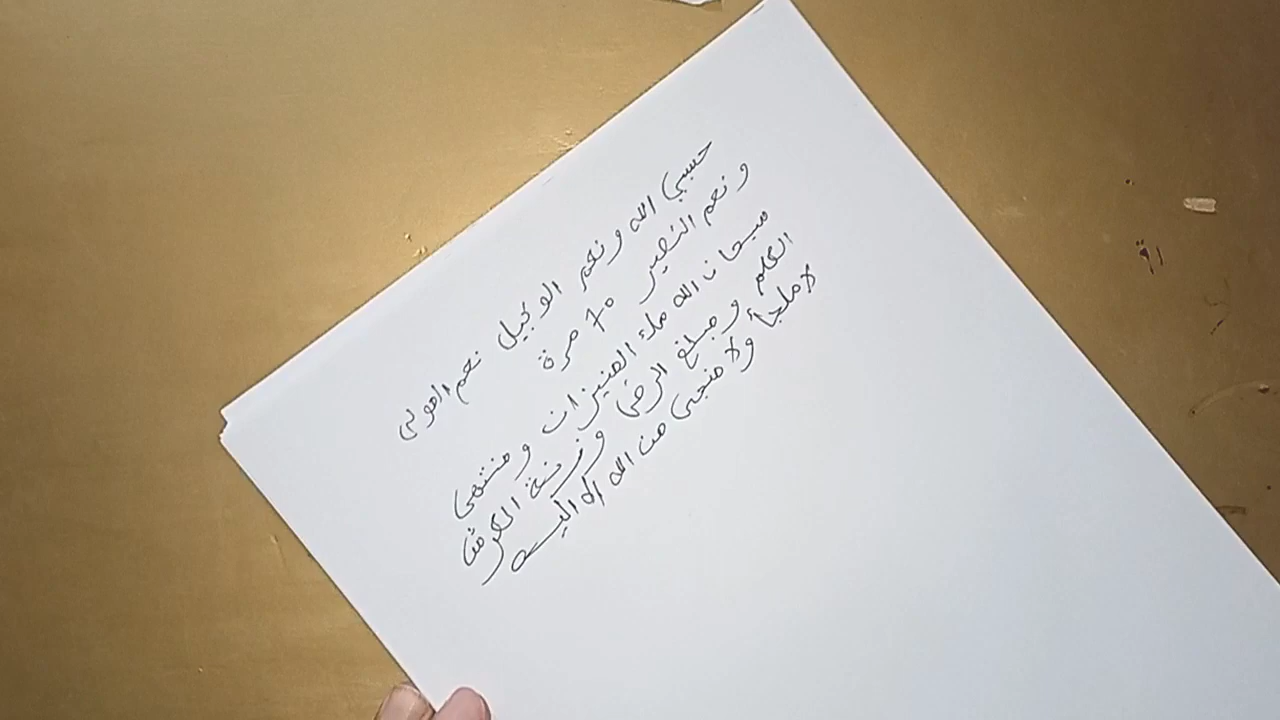 حسبي الله ونعم الوكيل نعم المولى
ونعم النصير 70 مرة
سبحان الله ملء الميزان ومنتهى
العلم ومبلغ الرضى وزنة العرش
لا ملجأ ولا منجى من الله إلا إليه